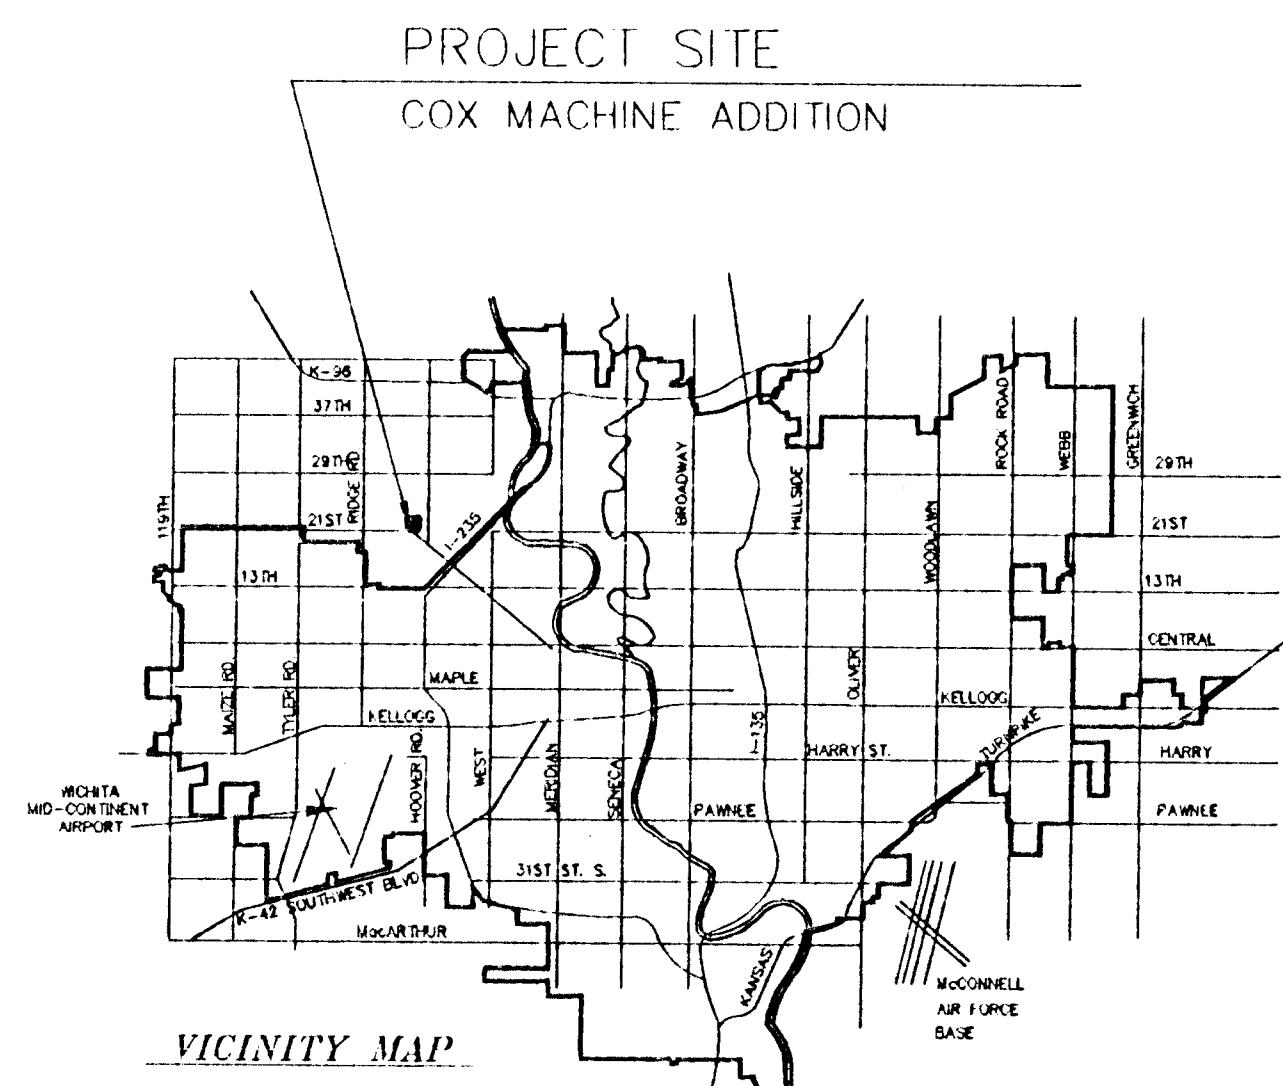 PROJECT SITE
COX MACHINE ADDITION
K-96
37TH
29TH
RIDGE RD
119TH
21ST
I-235
13TH
BROADWAY
HILLSIDE
WOODLAWN
ROCK ROAD
WEBB
GREENWICH
29TH
21ST
13TH
CENTRAL
MAIZE RD
TYLER RD
MAPLE
KELLOGG
OLIVER
KELLOGG
HOOVER RD.
WEST
MERIDIAN
SENECA
I-135
HARRY ST.
TURNPIKE
HARRY
WICHITA
MID-CONTINENT
AIRPORT
PAWNEE
PAWNEE
31ST ST. S.
K-42 SOUTHWEST BLVD
MacARTHUR
KANSAS
McCONNELL
AIR FORCE
BASE
VICINITY MAP